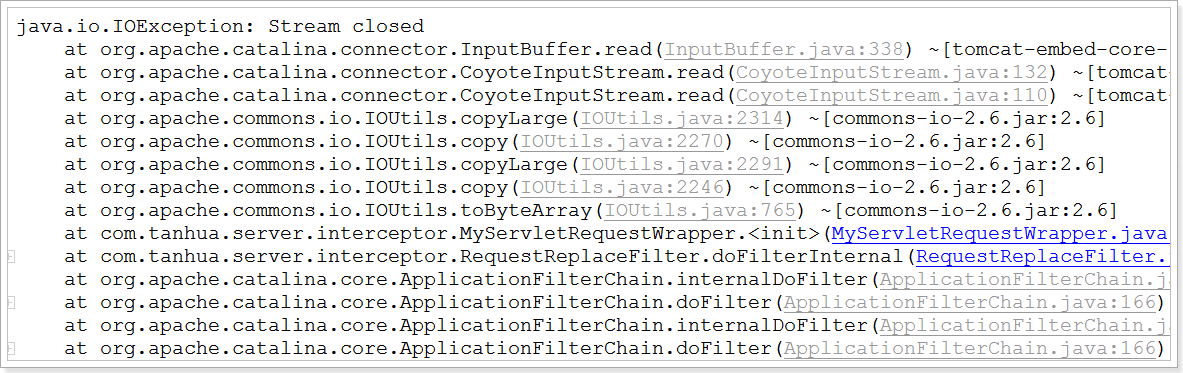 java.io.IOException: Stream closed
at org.apache.catalina.connector.InputBuffer.read(InputBuffer.java:338) ~[tomcat-embed-core-
at org.apache.catalina.connector.CoyoteInputStream.read(CoyoteInputStream.java:132) ~[tomcat-
at org.apache.catalina.connector.CoyoteInputStream.read(CoyoteInputStream.java:110) ~[tomcat-
at org.apache.commons.io.IOUtils.copyLarge(IOUtils.java:2314) ~[commons-io-2.6.jar:2.6]
at org.apache.commons.io.IOUtils.copy(IOUtils.java:2270) ~[commons-io-2.6.jar:2.6]
at org.apache.commons.io.IOUtils.copyLarge(IOUtils.java:2291) ~[commons-io-2.6.jar:2.6]
at org.apache.commons.io.IOUtils.copy(IOUtils.java:2246) ~[commons-io-2.6.jar:2.6]
at org.apache.commons.io.IOUtils.toByteArray(IOUtils.java:765) ~[commons-io-2.6.jar:2.6]
at com.tanhua.server.interceptor.MyServletRequestWrapper.<init>(MyServletRequestWrapper.java
at com.tanhua.server.interceptor.RequestReplaceFilter.doFilterInternal(RequestReplaceFilter.
at org.apache.catalina.core.ApplicationFilterChain.internalDoFilter(ApplicationFilterChain.j
at org.apache.catalina.core.ApplicationFilterChain.doFilter(ApplicationFilterChain.java:166)
at org.apache.catalina.core.ApplicationFilterChain.internalDoFilter(ApplicationFilterChain.j
at org.apache.catalina.core.ApplicationFilterChain.doFilter(ApplicationFilterChain.java:166)